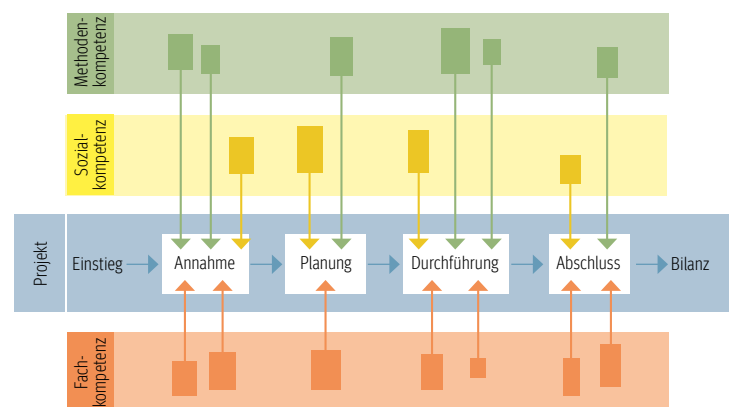 Methoden-
kompetenz
Sozial-
kompetenz
Projekt
Einstieg
Annahme
Planung
Durchführung
Abschluss
Bilanz
Fach-
kompetenz